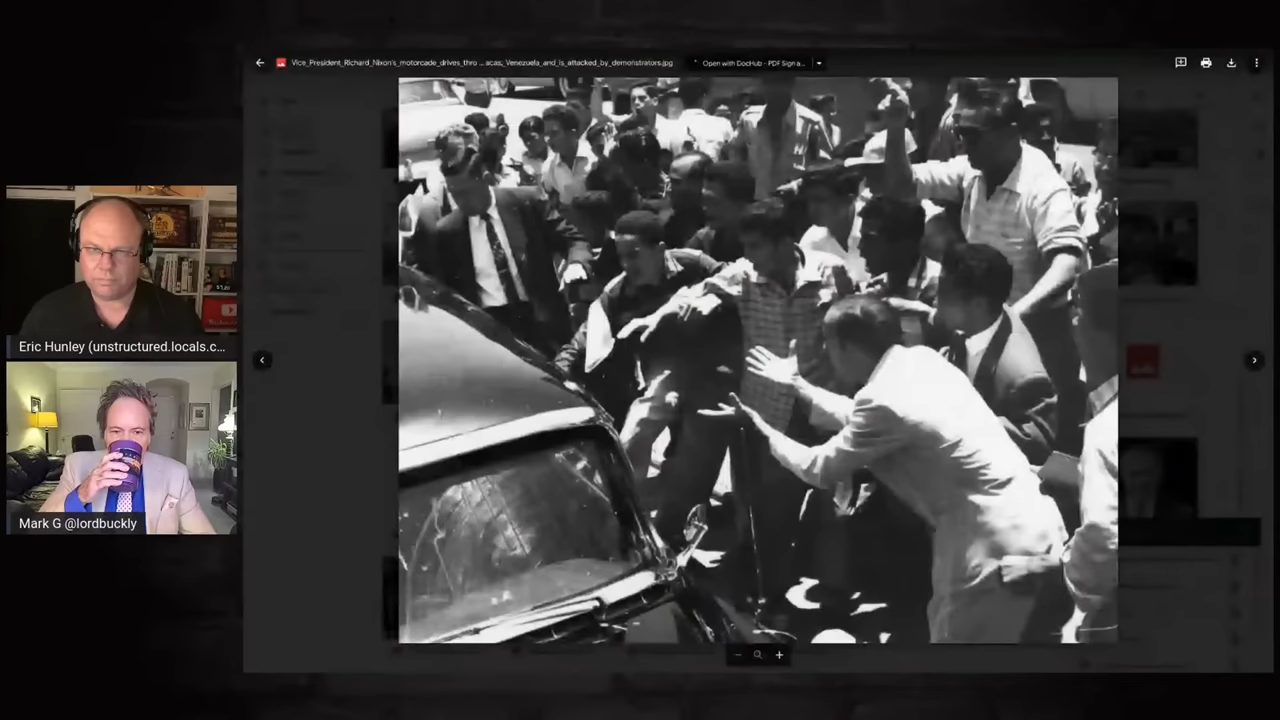 Vice_President_Richard_Nixon's_motorcade_drives_thro ... acas,_Venezuela_and_is_attacked_by_demonstrators.jpg
Open with DocHub - PDF Sign a...
Eric Hunley (unstructured.locals.c...
Mark G @lordbuckly